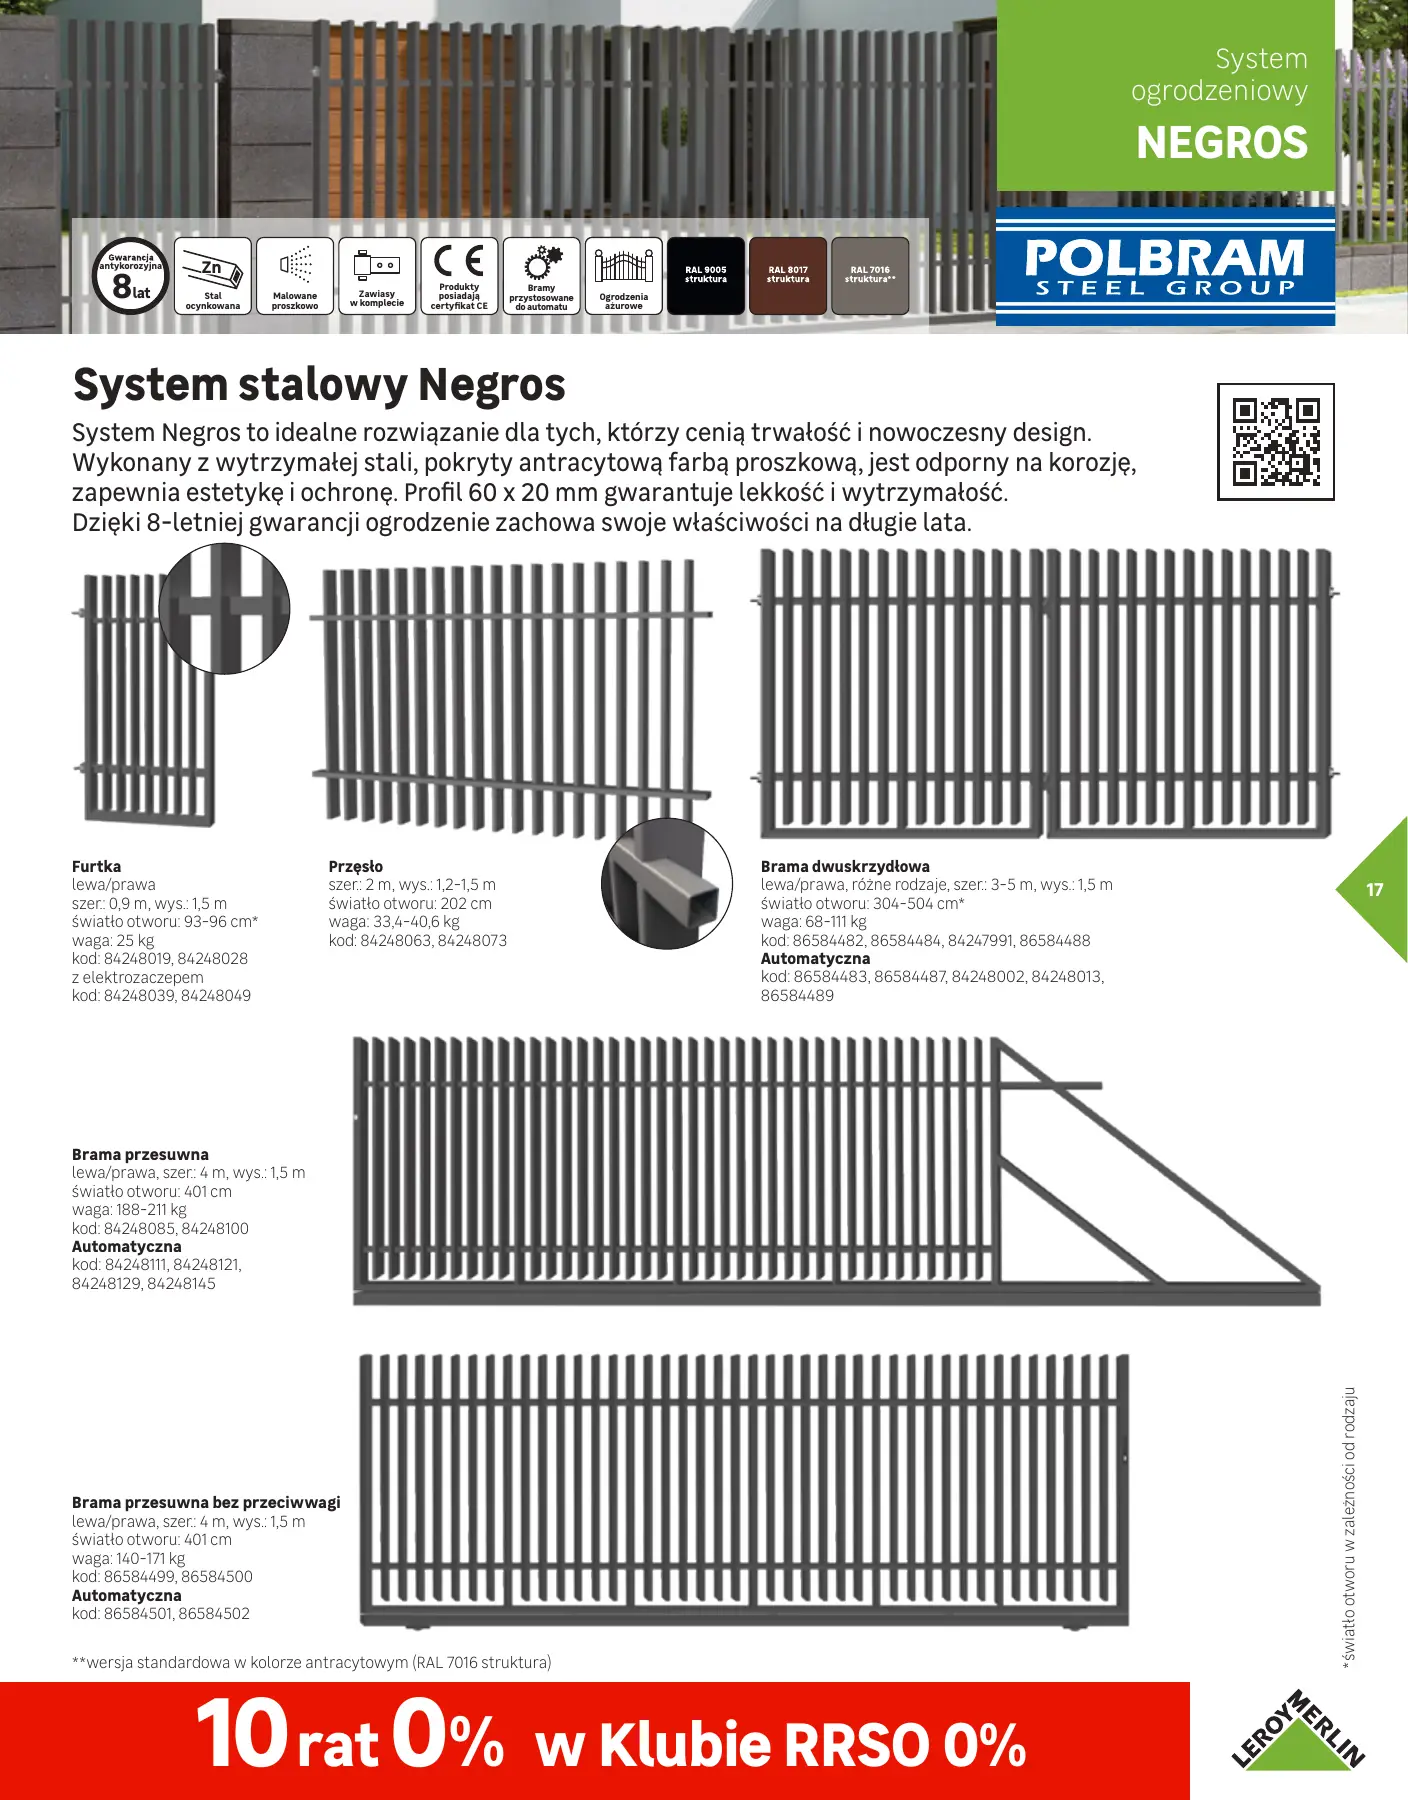 System
ogrodzeniowy
NEGROS
POLBRAM
STEEL GROUP
Gwarancja
antykorozyjna
8 lat
Zn
Stal
ocynkowana
Malowane
proszkowo
Zawiasy
w komplecie
CE
Produkty
posiadają
certyfikat CE
Bramy
przystosowane
do automatu
Ogrodzenia
ażurowe
RAL 9005
struktura
RAL 8017
struktura
RAL 7016
struktura**
System stalowy Negros
System Negros to idealne rozwiązanie dla tych, którzy cenią trwałość i nowoczesny design.
Wykonany z wytrzymałej stali, pokryty antracytową farbą proszkową, jest odporny na korozję,
zapewnia estetykę i ochronę. Profil 60 x 20 mm gwarantuje lekkość i wytrzymałość.
Dzięki 8-letniej gwarancji ogrodzenie zachowa swoje właściwości na długie lata.
Furtka
lewa/prawa
szer.: 0,9 m, wys.: 1,5 m
światło otworu: 93-96 cm*
waga: 25 kg
kod: 84248019, 84248028
z elektrozaczepem
kod: 84248039, 84248049
Przęsło
szer.: 2 m, wys.: 1,2-1,5 m
światło otworu: 202 cm
waga: 33,4-40,6 kg
kod: 84248063, 84248073
Brama dwuskrzydłowa
lewa/prawa, różne rodzaje, szer.: 3-5 m, wys.: 1,5 m
światło otworu: 304-504 cm*
waga: 68-111 kg
kod: 86584482, 86584484, 84247991, 86584488
Automatyczna
kod: 86584483, 86584487, 84248002, 84248013,
86584489
17
Brama przesuwna
lewa/prawa, szer.: 4 m, wys.: 1,5 m
światło otworu: 401 cm
waga: 188-211 kg
kod: 84248085, 84248100
Automatyczna
kod: 84248111, 84248121,
84248129, 84248145
Brama przesuwna bez przeciwwagi
lewa/prawa, szer.: 4 m, wys.: 1,5 m
światło otworu: 401 cm
waga: 140-171 kg
kod: 86584499, 86584500
Automatyczna
kod: 86584501, 86584502
*światło otworu w zależności od rodzaju
**wersja standardowa w kolorze antracytowym (RAL 7016 struktura)
10 rat 0% w Klubie RRSO 0%
LEROY MERLIN